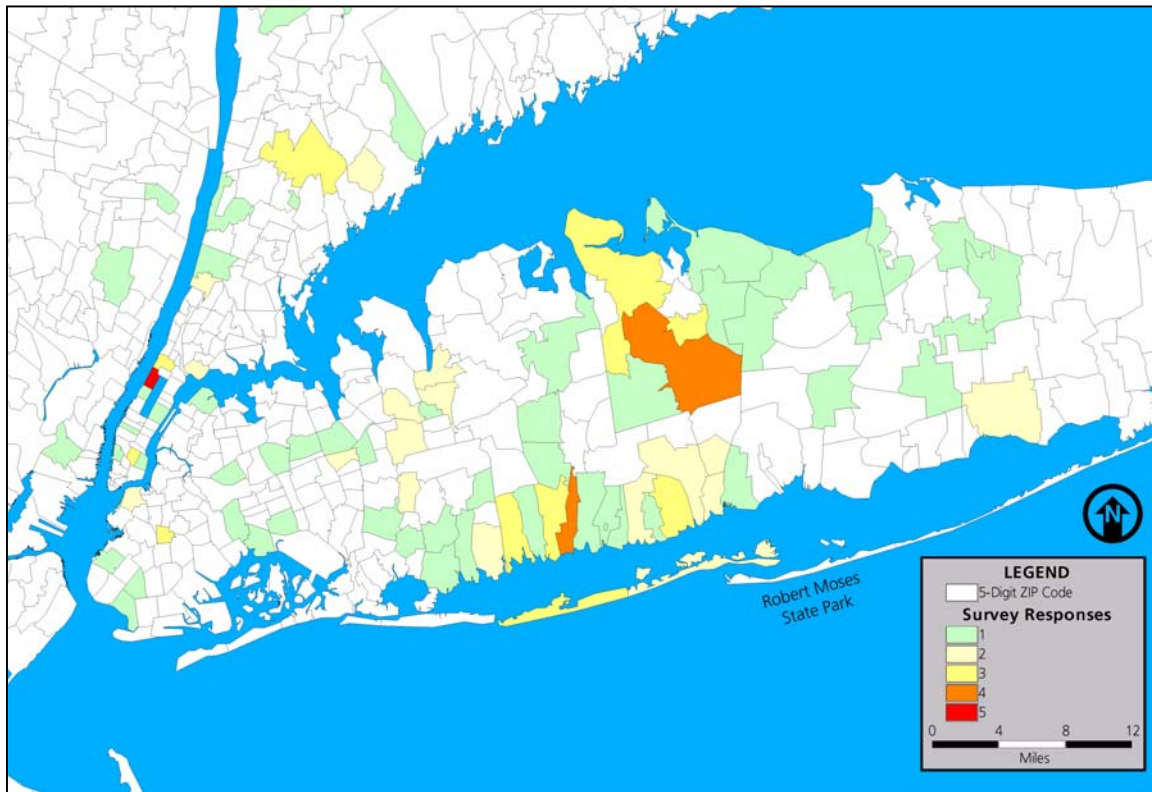 Robert Moses
State Park
N
LEGEND
5-Digit ZIP Code
Survey Responses
1
2
3
4
5
0 4 8 12
Miles